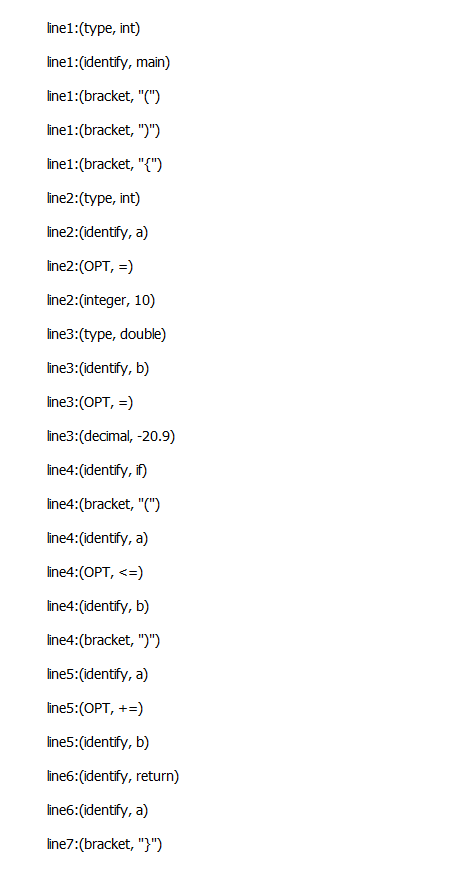 line1:(type, int)
line1:(identify, main)
line1:(bracket, "(")
line1:(bracket, ")")
line1:(bracket, "{")
line2:(type, int)
line2:(identify, a)
line2:(OPT, =)
line2:(integer, 10)
line3:(type, double)
line3:(identify, b)
line3:(OPT, =)
line3:(decimal, -20.9)
line4:(identify, if)
line4:(bracket, "(")
line4:(identify, a)
line4:(OPT, <=)
line4:(identify, b)
line4:(bracket, ")")
line5:(identify, a)
line5:(OPT, +=)
line5:(identify, b)
line6:(identify, return)
line6:(identify, a)
line7:(bracket, "}")